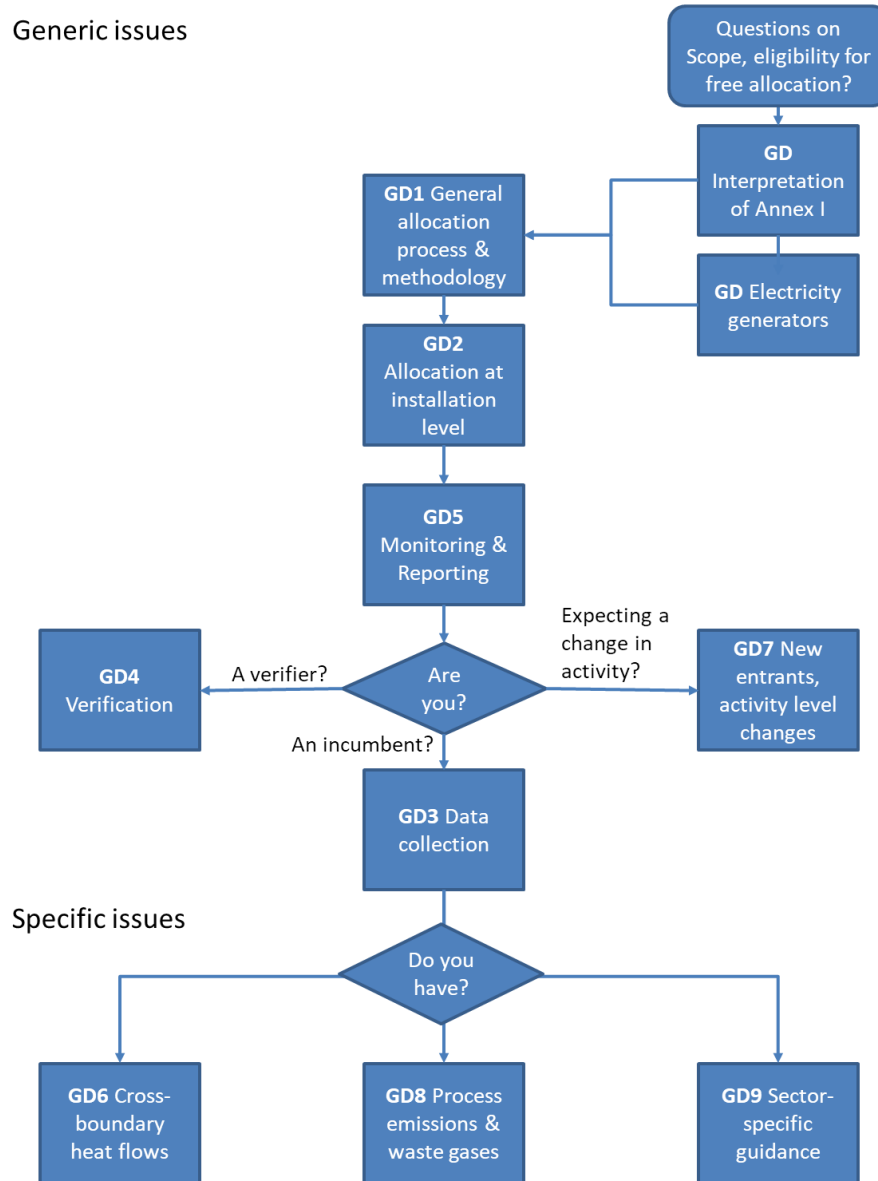 Generic issues
Questions on
Scope, eligibility for
free allocation?
GD
Interpretation
of Annex I
GD1 General
allocation
process &
methodology
GD Electricity
generators
GD2
Allocation at
installation
level
GD5
Monitoring &
Reporting
Expecting a
change in
activity?
A verifier?
Are
you?
GD4
Verification
GD7 New
entrants,
activity level
changes
An incumbent?
GD3 Data
collection
Specific issues
Do you
have?
GD6 Cross-
boundary
heat flows
GD8 Process
emissions &
waste gases
GD9 Sector-
specific
guidance